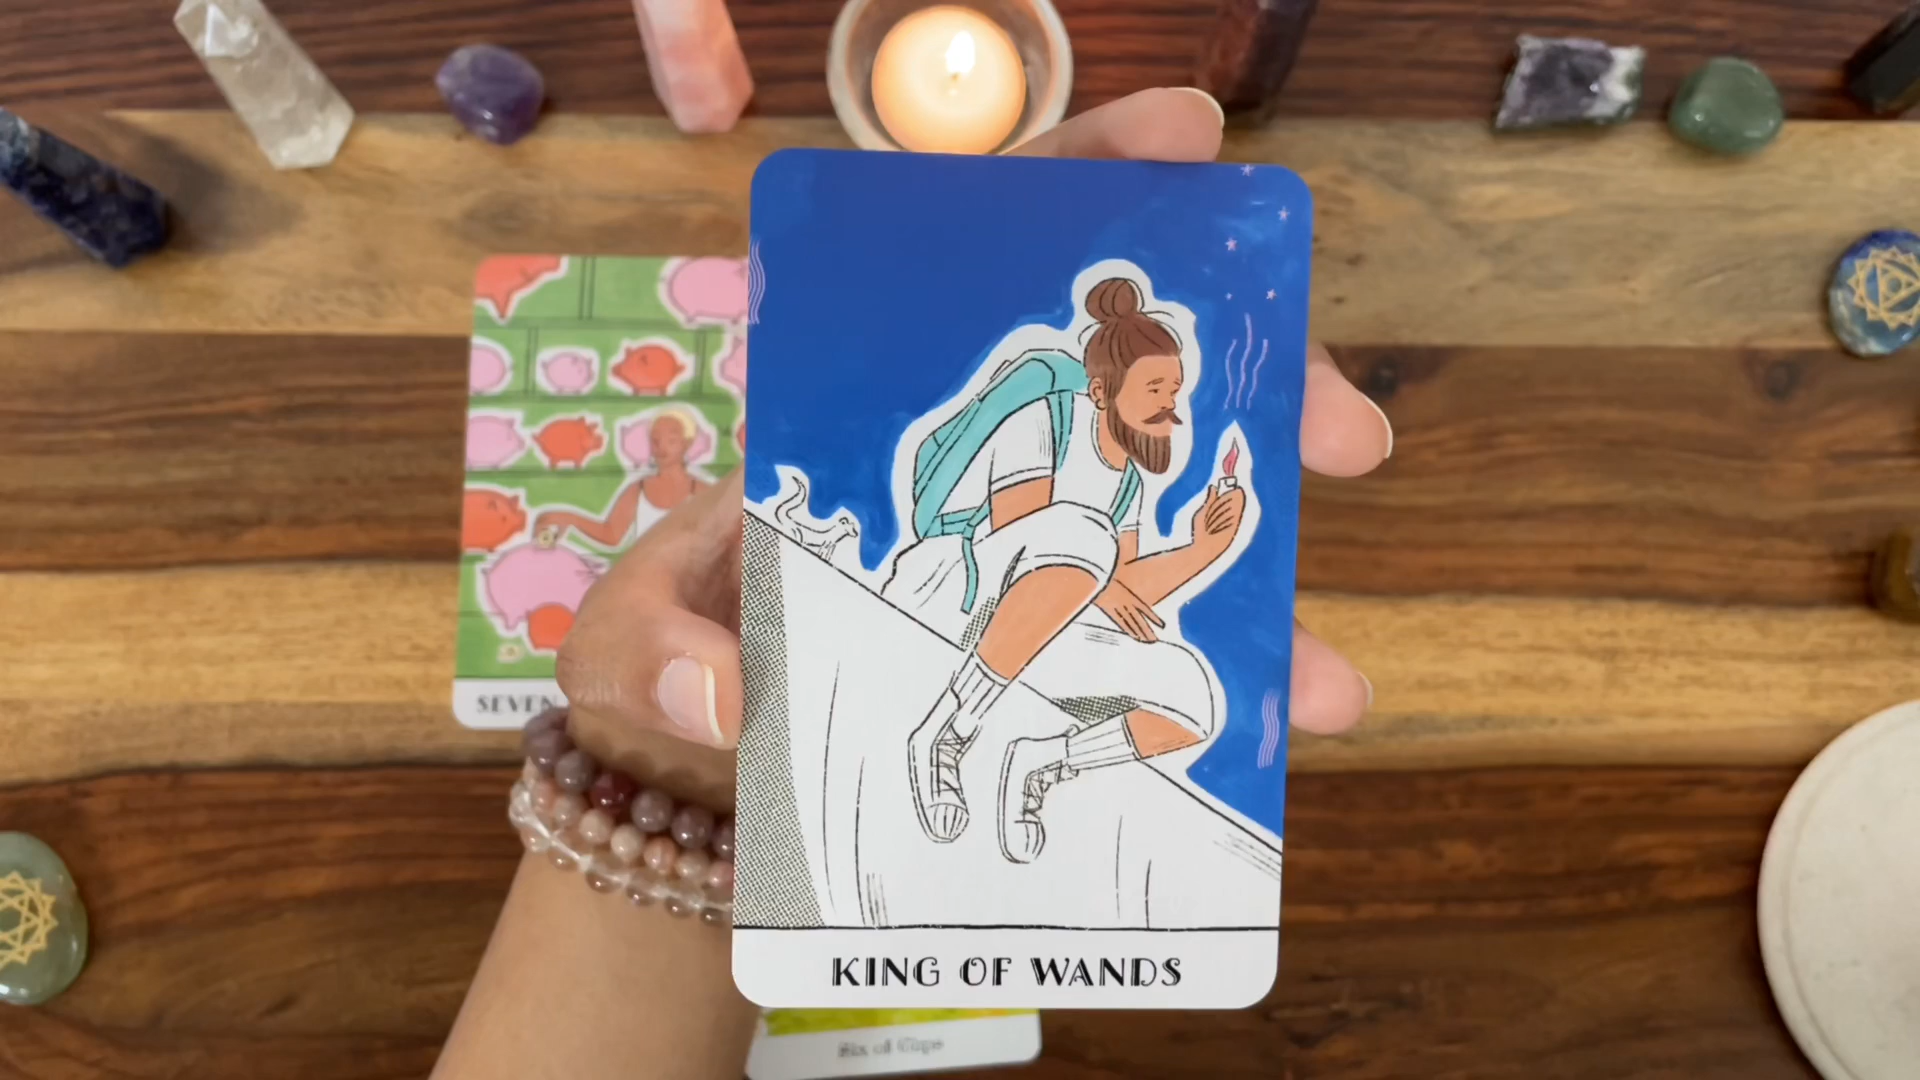 SEVEN
KING OF WANDS
Six of Cups